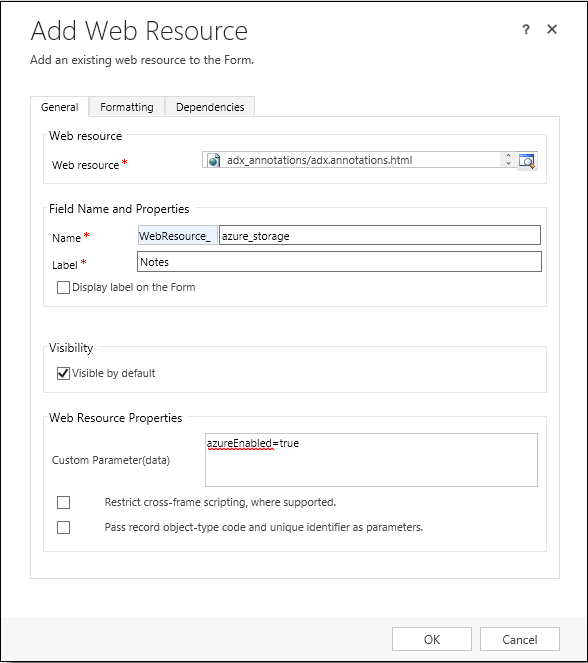 Add Web Resource
? ✕
Add an existing web resource to the Form.
General Formatting Dependencies
Web resource
Web resource * adx_annotations/adx.annotations.html
Field Name and Properties
Name * WebResource_ azure_storage
Label * Notes
Display label on the Form
Visibility
Visible by default
Web Resource Properties
azureEnabled=true
Custom Parameter(data)
Restrict cross-frame scripting, where supported.
Pass record object-type code and unique identifier as parameters.
OK Cancel